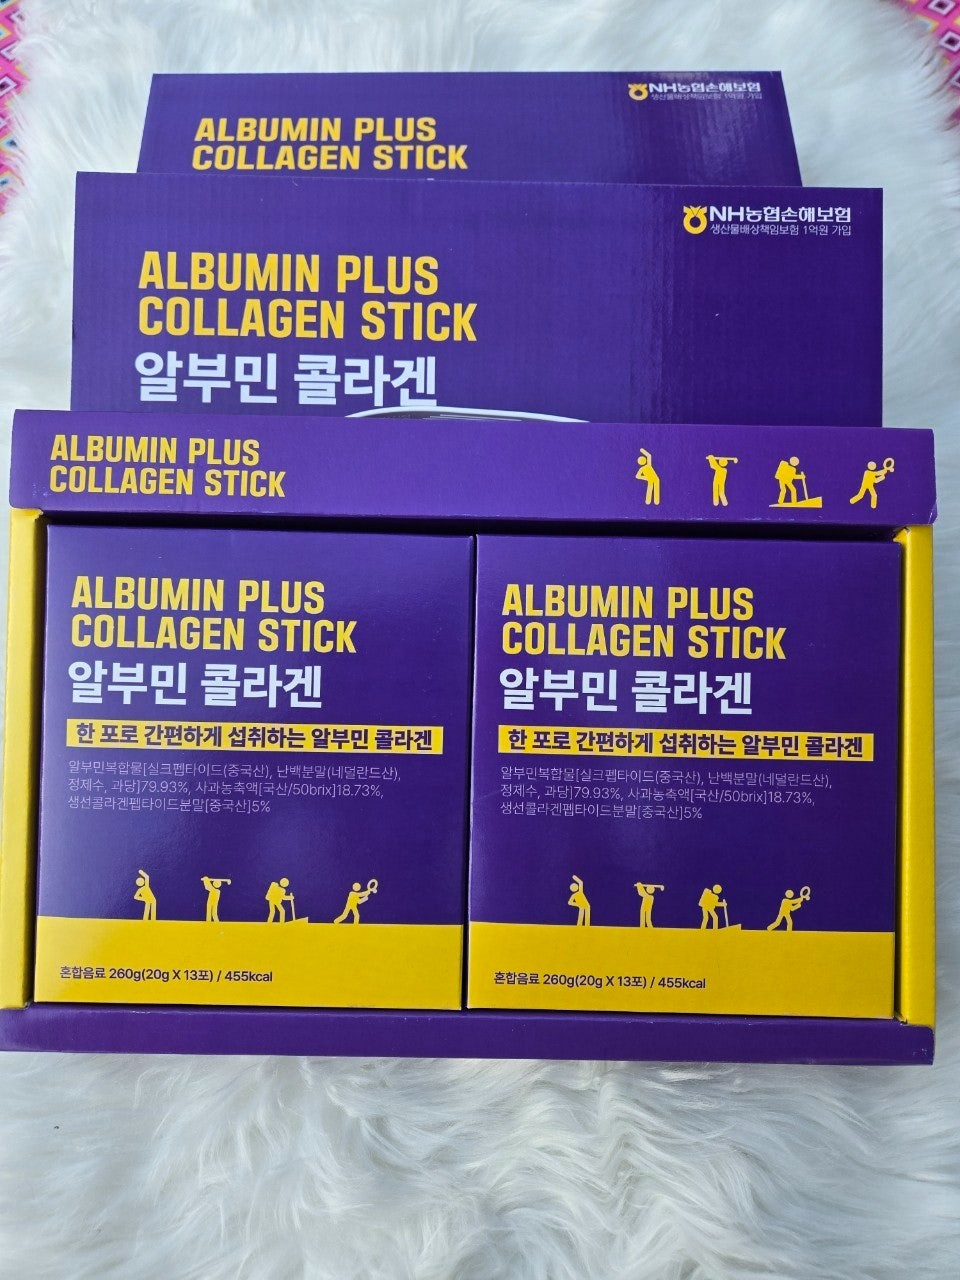 NH농협손해보험
생산물배상책임보험 1억원 가입
ALBUMIN PLUS
COLLAGEN STICK
NH농협손해보험
생산물배상책임보험 1억원 가입
ALBUMIN PLUS
COLLAGEN STICK
알부민 콜라겐
ALBUMIN PLUS
COLLAGEN STICK
ALBUMIN PLUS
COLLAGEN STICK
알부민 콜라겐
한 포로 간편하게 섭취하는 알부민 콜라겐
알부민복합물[실크펩타이드(중국산), 난백분말(네덜란드산),
정제수, 과당]79.93%, 사과농축액[국산/50brix]18.73%,
생선콜라겐펩타이드분말[중국산]5%
혼합음료 260g(20g X 13포) / 455kcal
ALBUMIN PLUS
COLLAGEN STICK
알부민 콜라겐
한 포로 간편하게 섭취하는 알부민 콜라겐
알부민복합물[실크펩타이드(중국산), 난백분말(네덜란드산),
정제수, 과당]79.93%, 사과농축액[국산/50brix]18.73%,
생선콜라겐펩타이드분말[중국산]5%
혼합음료 260g(20g X 13포) / 455kcal